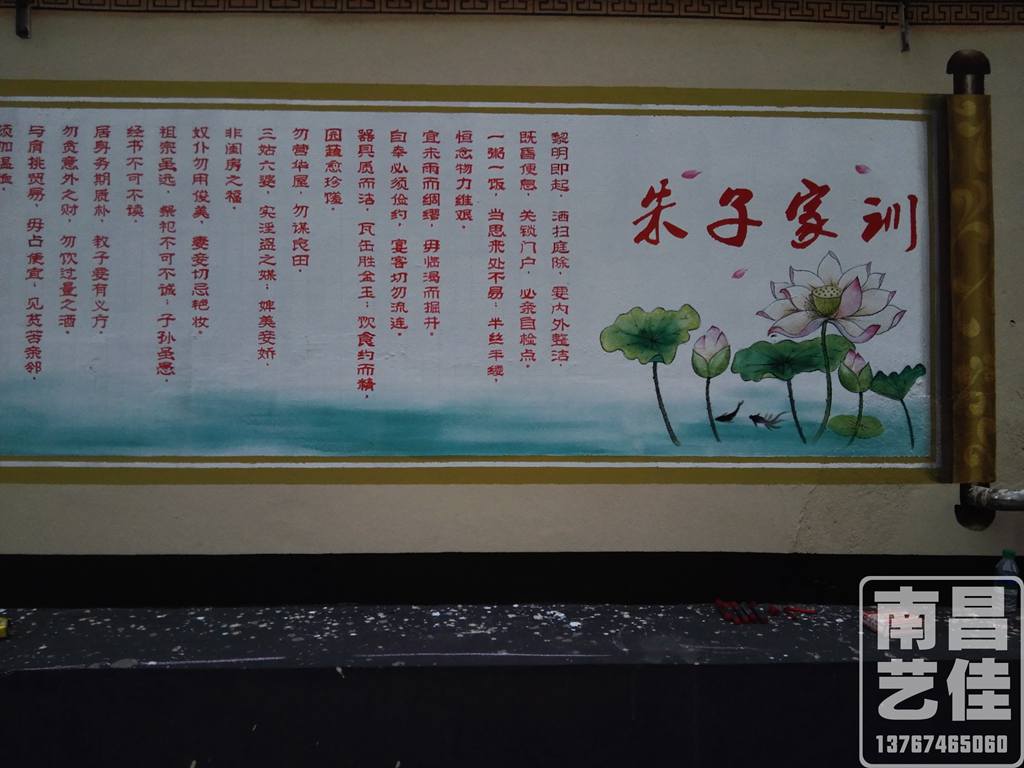 朱子家训
黎明即起，洒扫庭除，要内外整洁，
既昏便息，关锁门户，必亲自检点。
一粥一饭，当思来处不易；半丝半缕，
恒念物力维艰。
宜未雨而绸缪，毋临渴而掘井。
自奉必须俭约，宴客切勿流连。
器具质而洁，瓦缶胜金玉；饮食约而精，
园蔬愈珍馐。
勿营华屋，勿谋良田。
三姑六婆，实淫盗之媒；婢美妾娇，
非闺房之福。
奴仆勿用俊美，妻妾切忌艳妆。
祖宗虽远，祭祀不可不诚；子孙虽愚，
经书不可不读。
居身务期质朴，教子要有义方。
勿贪意外之财，勿饮过量之酒。
与肩挑贸易，毋占便宜；见贫苦亲邻，
须加温恤。
南昌
艺佳
13767465060